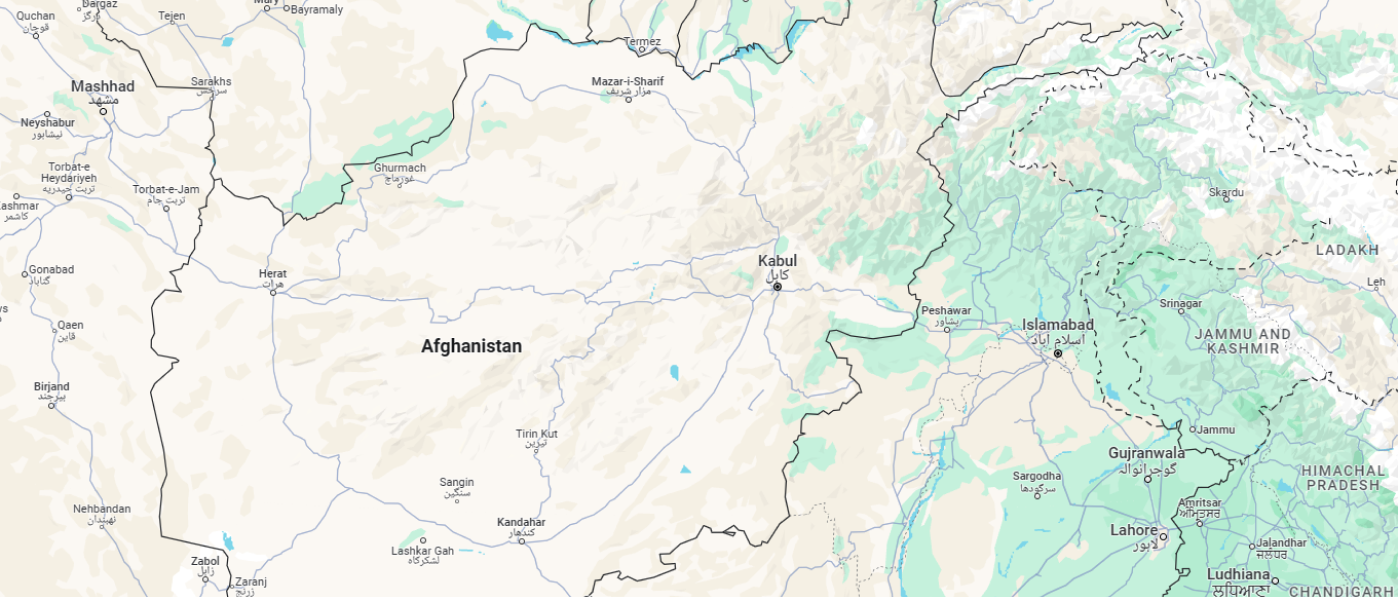 Dargaz
درگز
Quchan
قوچان
Tejen
Mary
Bayramaly
Termez
Mashhad
مشهد
Sarakhs
سرخس
Mazar-i-Sharif
مزار شریف
Neyshabur
نیشابور
Torbat-e
Heydariyeh
تربت حیدریه
Ghurmach
غورماچ
Torbat-e-Jam
تربت جام
Kashmar
کاشمر
Skardu
LADAKH
Gonabad
گناباد
Herat
هرات
Kabul
کابل
Leh
Qaen
قاین
Peshawar
پشاور
Islamabad
اسلام آباد
Srinagar
JAMMU AND
KASHMIR
Afghanistan
Birjand
بیرجند
Tirin Kut
تیرین
Jammu
Gujranwala
گوجرانوالہ
HIMACHAL
PRADESH
Sangin
سنگین
Sargodha
سرگودھا
Nehbandan
نهبندان
Kandahar
کندهار
Amritsar
ਅੰਮ੍ਰਿਤਸਰ
Lahore
لاہور
Lashkar Gah
لشکرگاه
Jalandhar
ਜਲੰਧਰ
Zabol
زابل
Zaranj
زرنج
Ludhiana
ਲੁਧਿਆਣਾ
CHANDIGARH